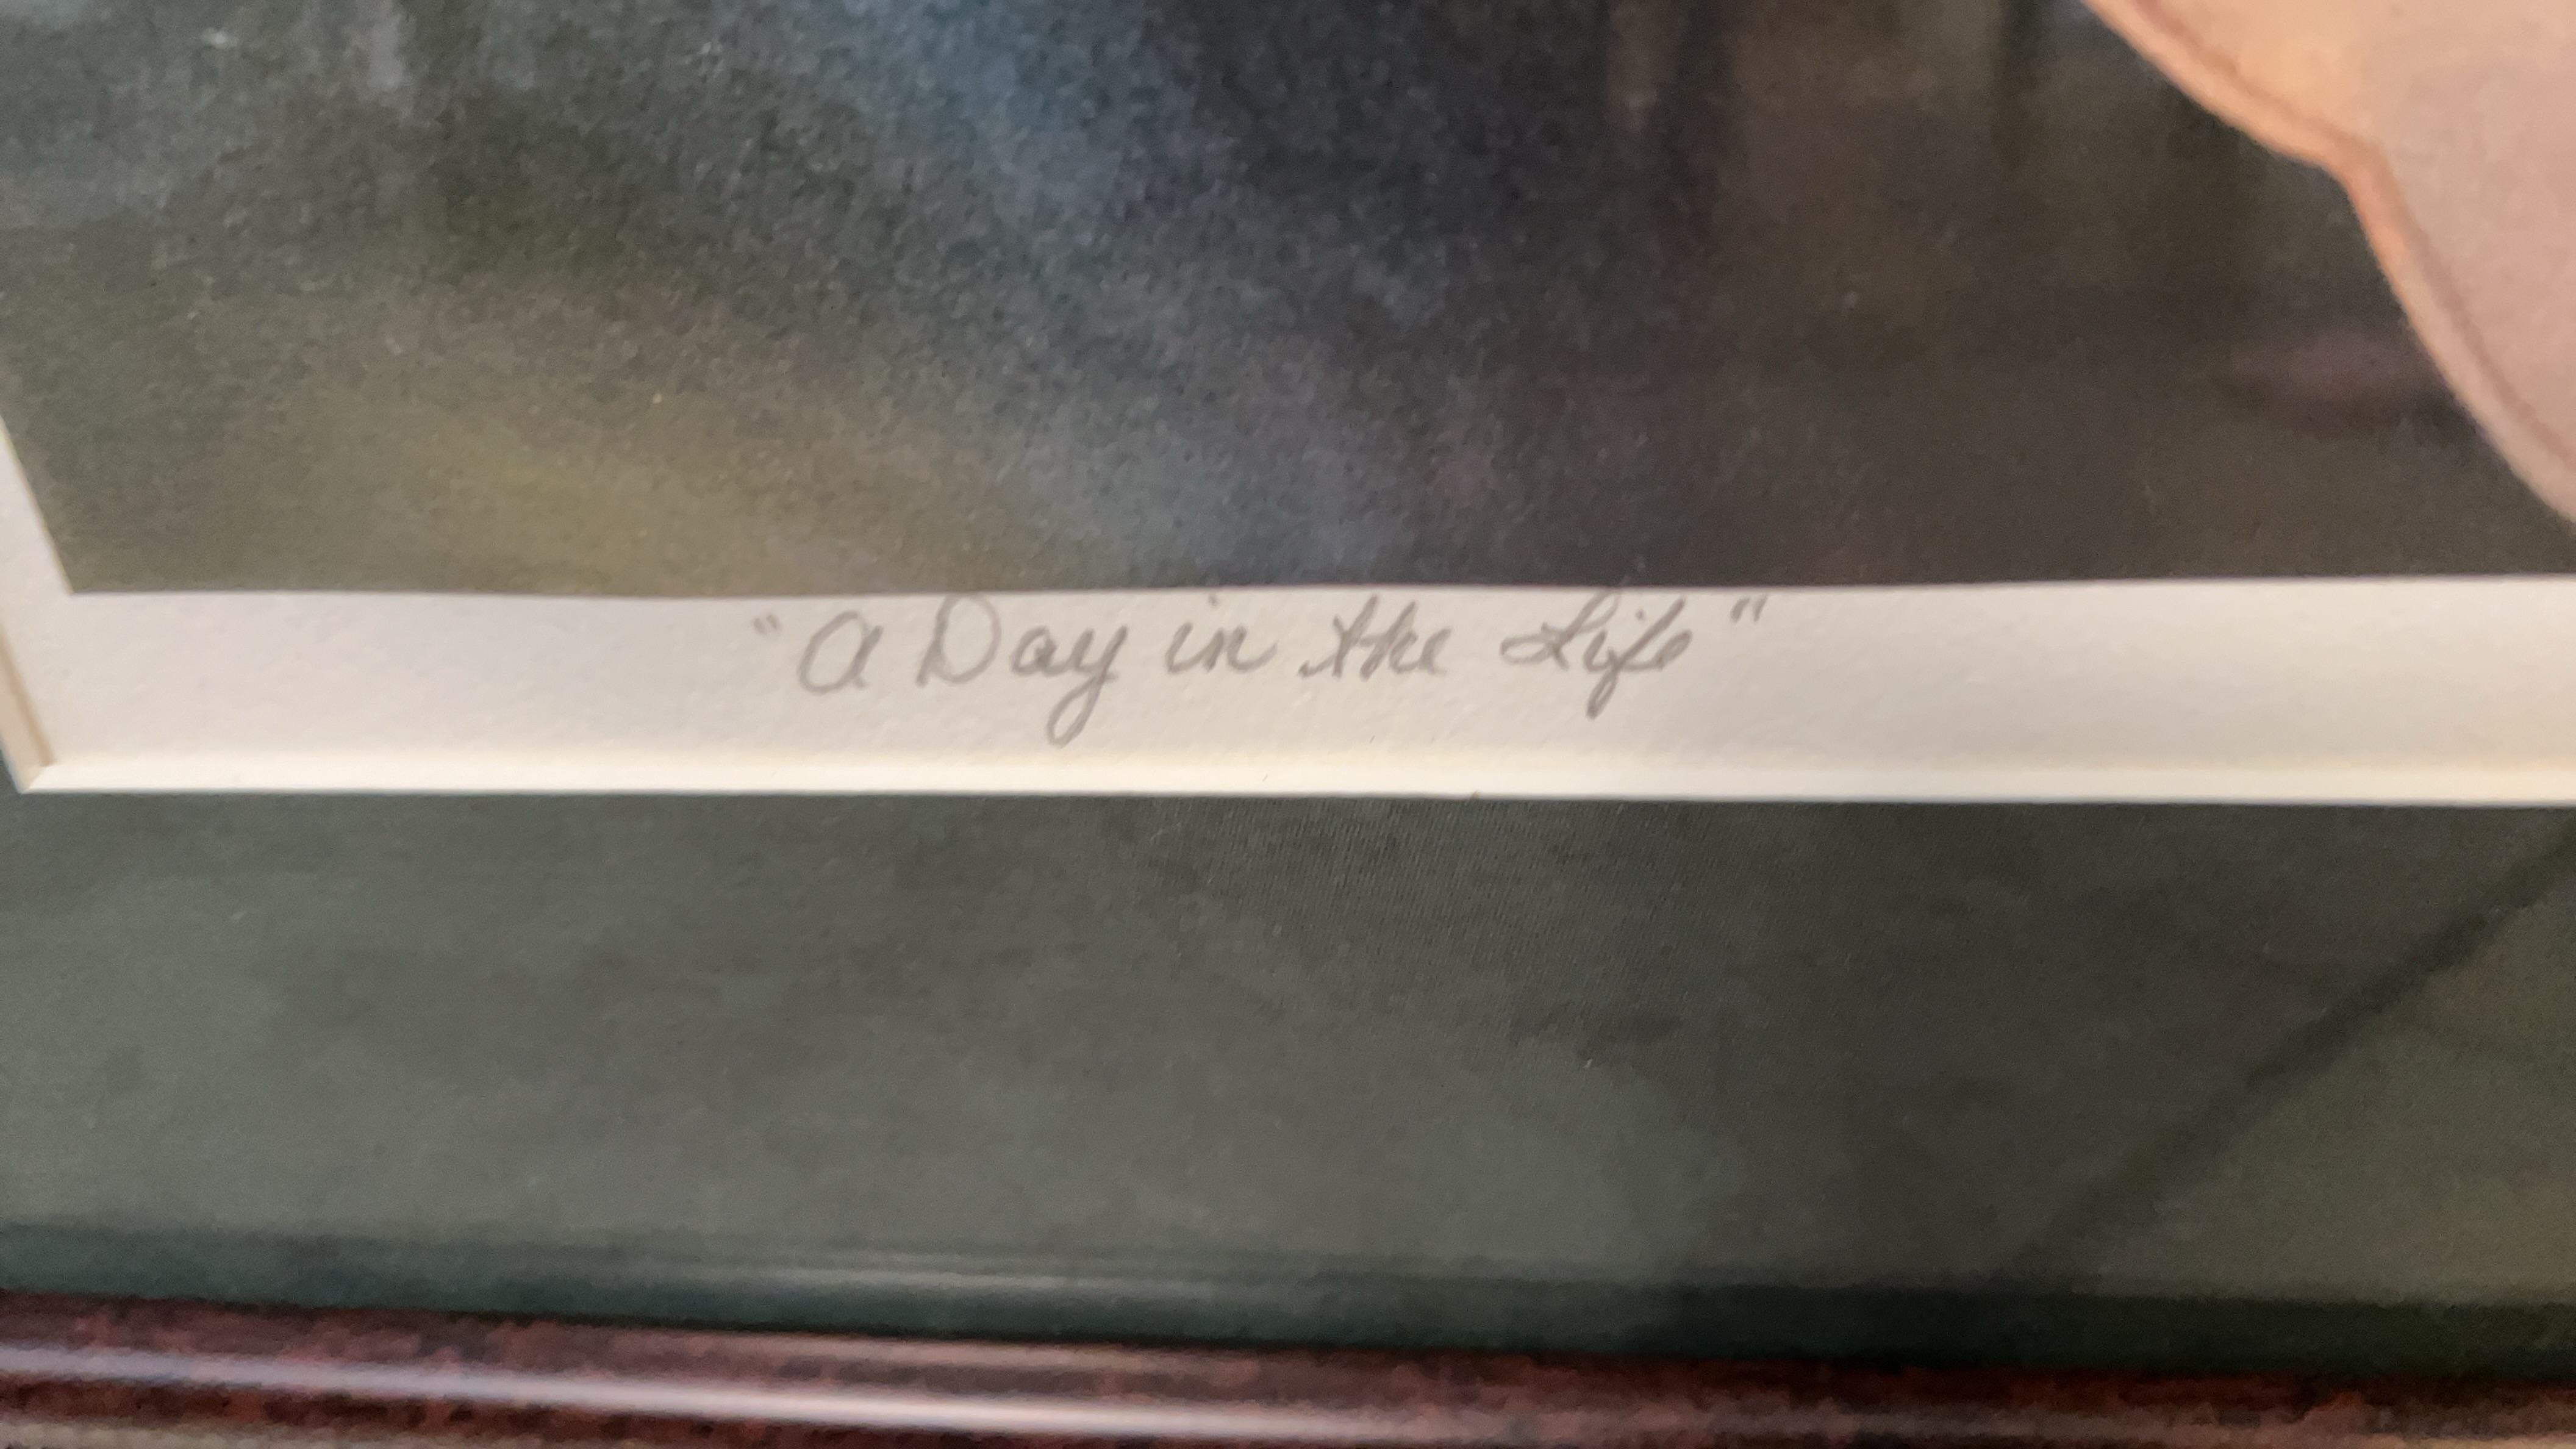 "A Day in the Life"